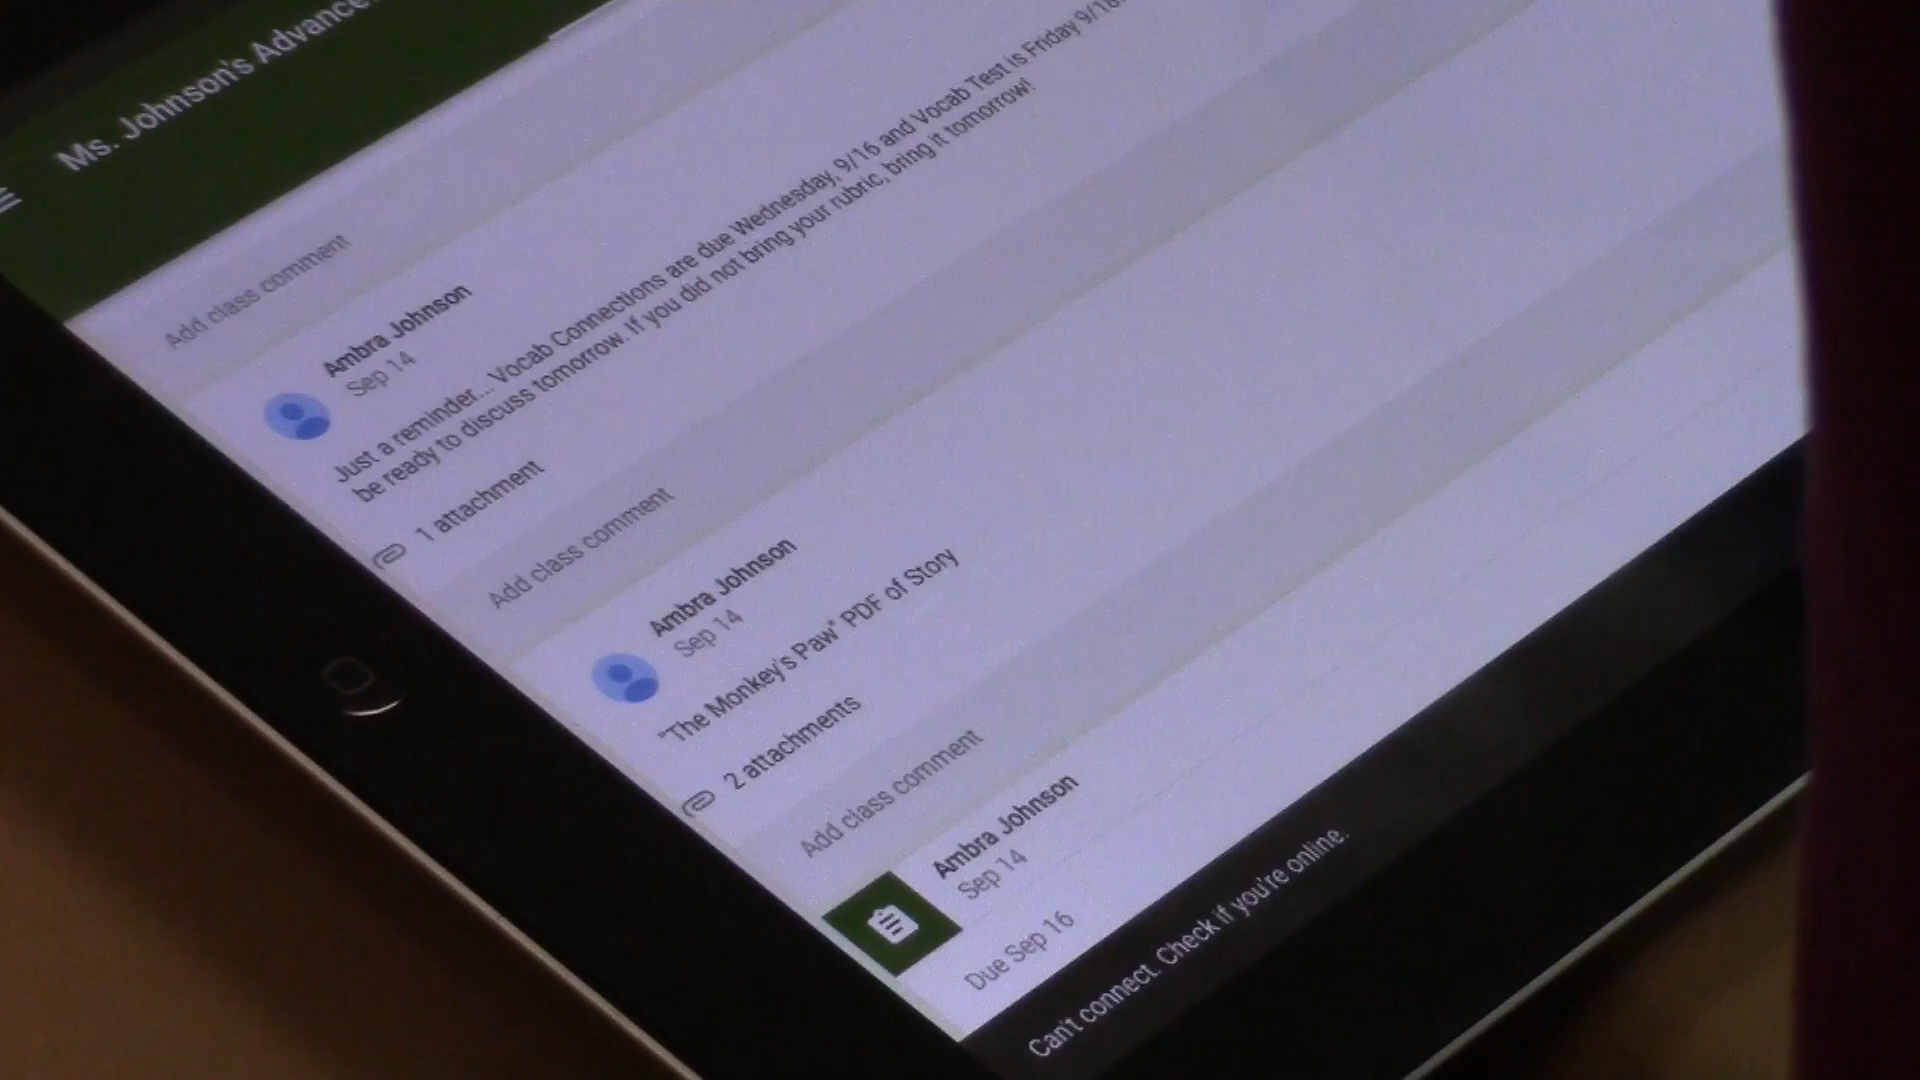 Ms. Johnson's Advance
Add class comment
Ambra Johnson
Sep 14
Just a reminder... Vocab Connections are due Wednesday, 9/16 and Vocab Test is Friday 9/18
be ready to discuss tomorrow. If you did not bring your rubric, bring it tomorrow!
1 attachment
Add class comment
Ambra Johnson
Sep 14
"The Monkey's Paw" PDF of Story
2 attachments
Add class comment
Ambra Johnson
Sep 14
Due Sep 16
Can't connect. Check if you're online.